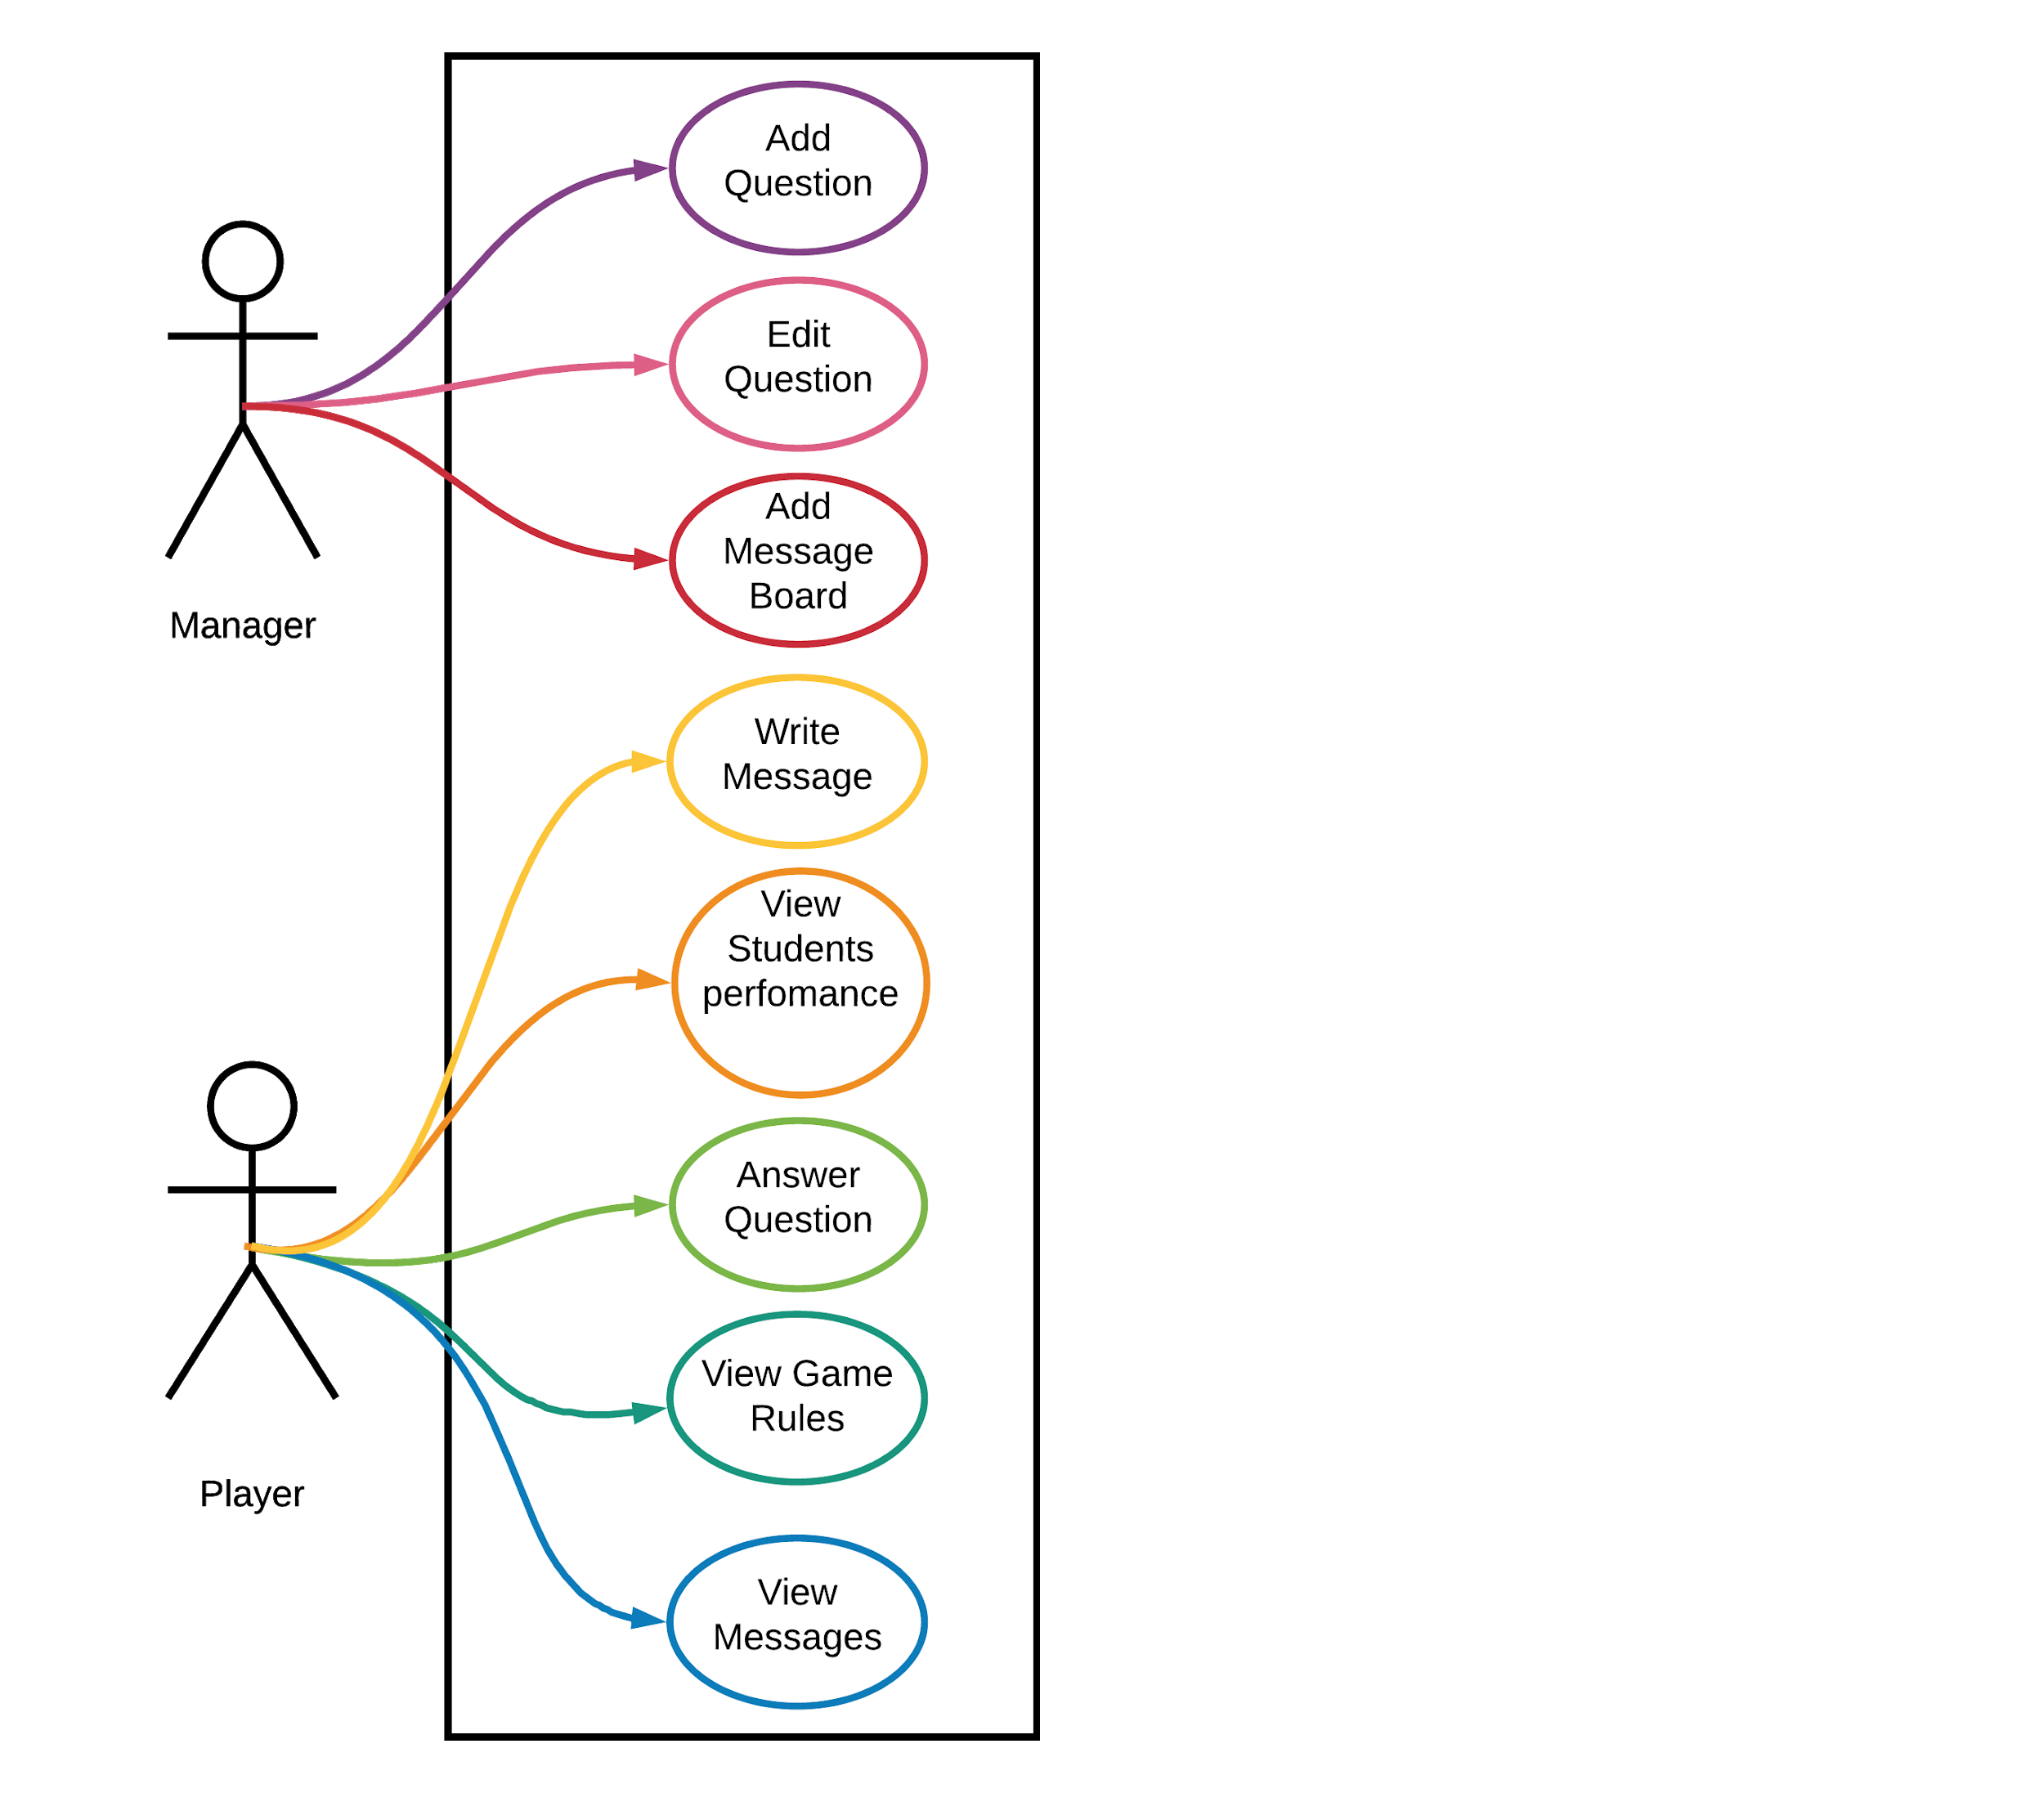 Add
Question
Edit
Question
Add
Message
Board
Manager
Write
Message
View
Students
perfomance
Answer
Question
View Game
Rules
Player
View
Messages